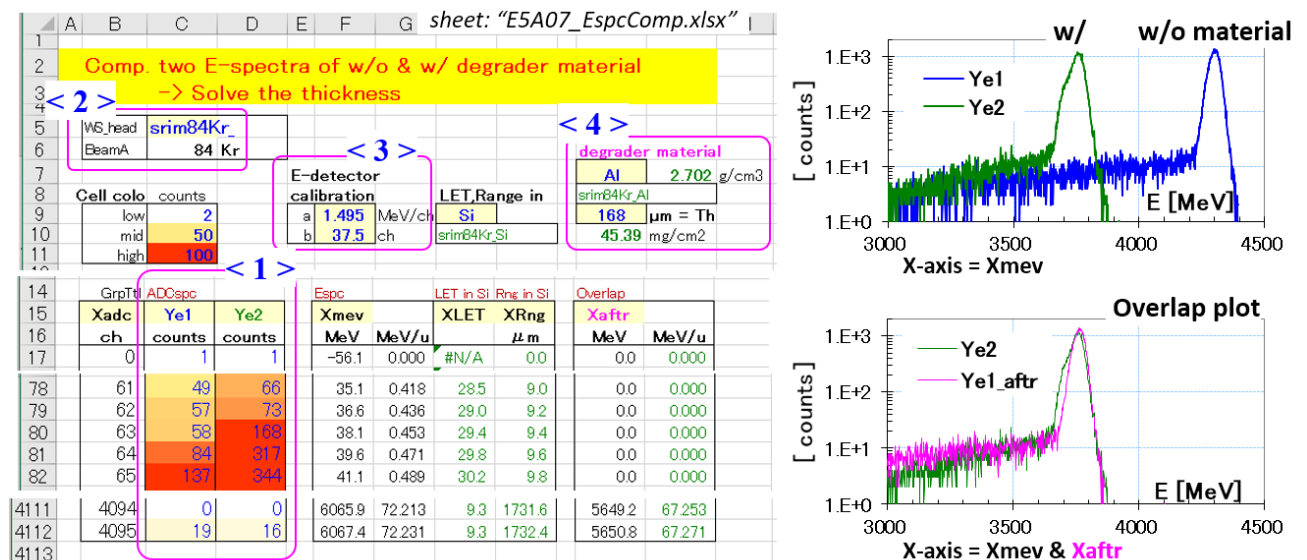 sheet: "E5A07_EspcComp.xlsx"
A B C D E F G I
1
2 Comp. two E-spectra of w/o & w/ degrader material
3 -> Solve the thickness
4
< 2 > < 3 > < 4 >
5 WS_head srim84Kr_
6 BeamA 84 Kr degrader material
7 E-detector Al 2.702 g/cm3
8 Cell colo counts calibration LET,Range in srim84Kr_Al
9 low 2 a 1.495 MeV/ch Si 168 μm = Th
10 mid 50 b 37.5 ch srim84Kr_Si 45.39 mg/cm2
11 high 100
< 1 >
14 GrpTtl ADCspc Espc LET in Si Rng in Si Overlap
15 Xadc Ye1 Ye2 Xmev XLET XRng Xaftr
16 ch counts counts MeV MeV/u μm MeV MeV/u
17 0 1 1 -56.1 0.000 #N/A 0.0 0.0 0.000
78 61 49 66 35.1 0.418 28.5 9.0 0.0 0.000
79 62 57 73 36.6 0.436 29.0 9.2 0.0 0.000
80 63 58 168 38.1 0.453 29.4 9.4 0.0 0.000
81 64 84 317 39.6 0.471 29.8 9.6 0.0 0.000
82 65 137 344 41.1 0.489 30.2 9.8 0.0 0.000
4111 4094 0 0 6065.9 72.213 9.3 1731.6 5649.2 67.253
4112 4095 19 16 6067.4 72.231 9.3 1732.4 5650.8 67.271
4113
w/ w/o material
[ counts ]
1.E+3
1.E+2
1.E+1
1.E+0
Ye1
Ye2
E [MeV]
3000 3500 4000 4500
X-axis = Xmev
Overlap plot
[ counts ]
1.E+3
1.E+2
1.E+1
1.E+0
Ye2
Ye1_aftr
E [MeV]
3000 3500 4000 4500
X-axis = Xmev & Xaftr